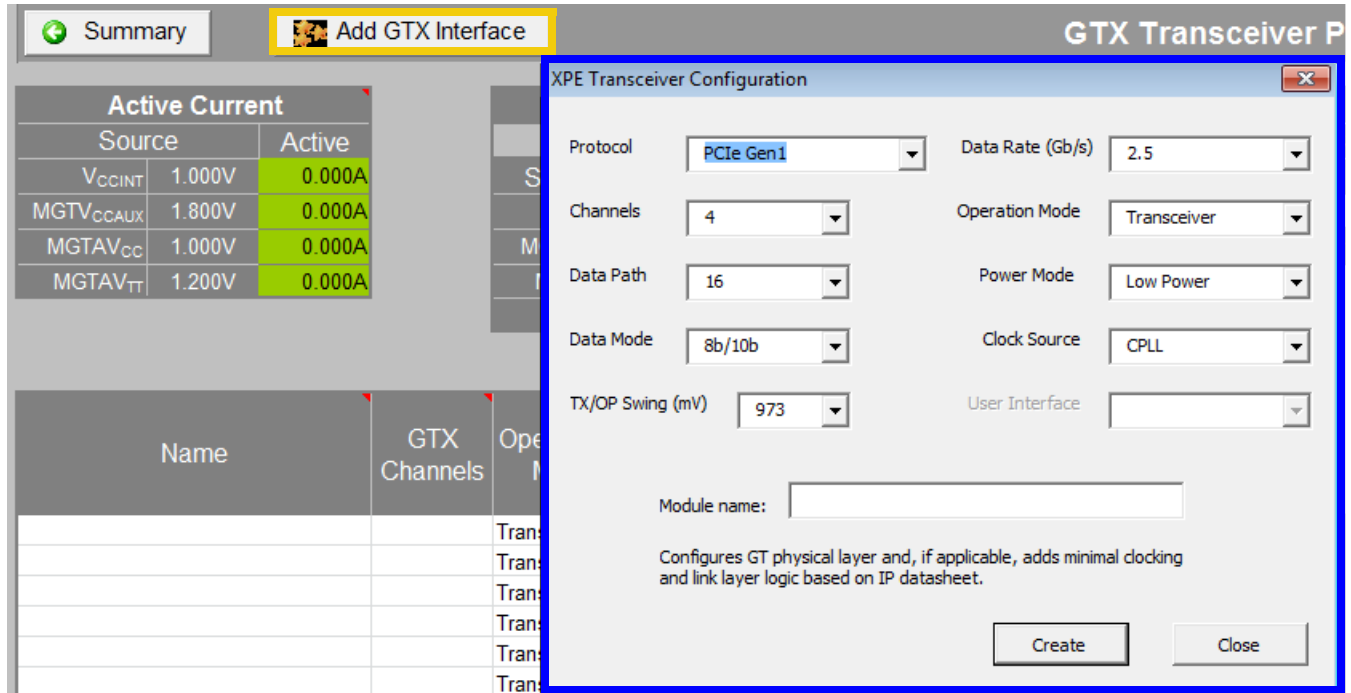 Summary
Add GTX Interface
GTX Transceiver P
Active Current
Source Active
VCCINT 1.000V 0.000A
MGTVCCAUX 1.800V 0.000A
MGTAVCC 1.000V 0.000A
MGTAVTT 1.200V 0.000A
S
M
Name
GTX
Channels
Ope
M
Trans
Trans
Trans
Trans
Trans
Trans
XPE Transceiver Configuration
Protocol PCIe Gen1 Data Rate (Gb/s) 2.5
Channels 4 Operation Mode Transceiver
Data Path 16 Power Mode Low Power
Data Mode 8b/10b Clock Source CPLL
TX/OP Swing (mV) 973 User Interface
Module name:
Configures GT physical layer and, if applicable, adds minimal clocking
and link layer logic based on IP datasheet.
Create Close